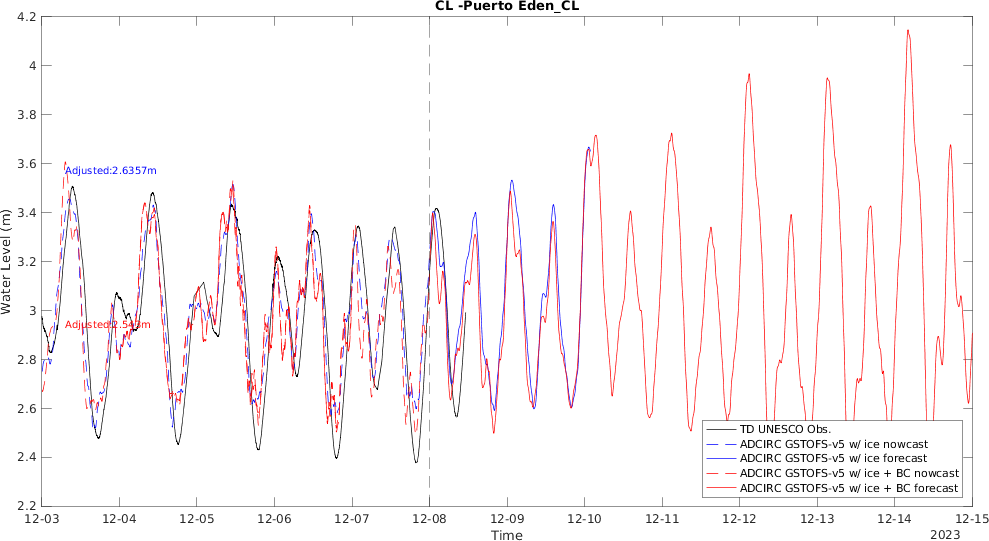 CL -Puerto Eden_CL
4.2
4
3.8
3.6
3.4
3.2
3
2.8
2.6
2.4
2.2
Water Level (m)
Adjusted:2.6357m
Adjusted:2.543m
TD UNESCO Obs.
ADCIRC GSTOFS-v5 w/ ice nowcast
ADCIRC GSTOFS-v5 w/ ice forecast
ADCIRC GSTOFS-v5 w/ ice + BC nowcast
ADCIRC GSTOFS-v5 w/ ice + BC forecast
12-03 12-04 12-05 12-06 12-07 12-08 12-09 12-10 12-11 12-12 12-13 12-14 12-15
Time
2023